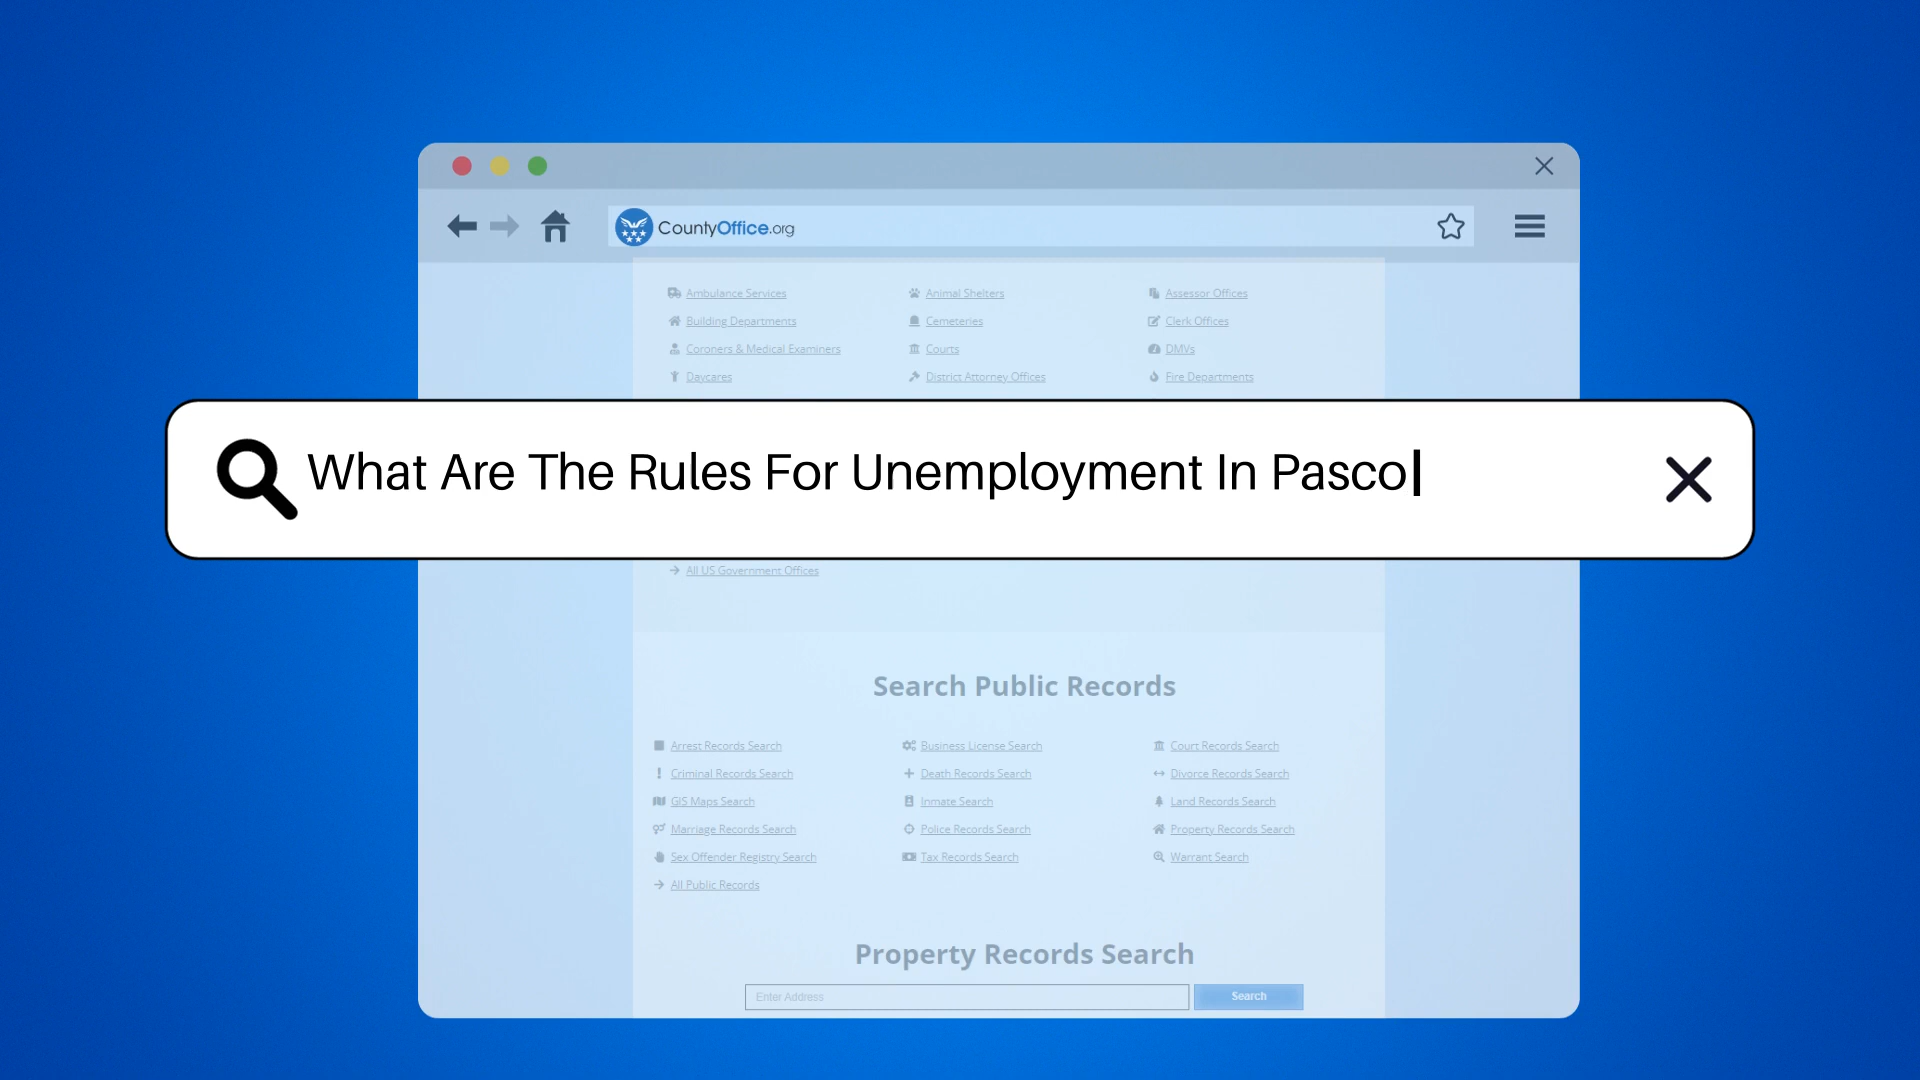 CountyOffice.org
Ambulance Services Animal Shelters Assessor Offices
Building Departments Cemeteries Clerk Offices
Coroners & Medical Examiners Courts DMVs
Daycares District Attorney Offices Fire Departments
What Are The Rules For Unemployment In Pasco
All US Government Offices
Search Public Records
Arrest Records Search Business License Search Court Records Search
Criminal Records Search Death Records Search Divorce Records Search
GIS Maps Search Inmate Search Land Records Search
Marriage Records Search Police Records Search Property Records Search
Sex Offender Registry Search Tax Records Search Warrant Search
All Public Records
Property Records Search
Enter Address Search